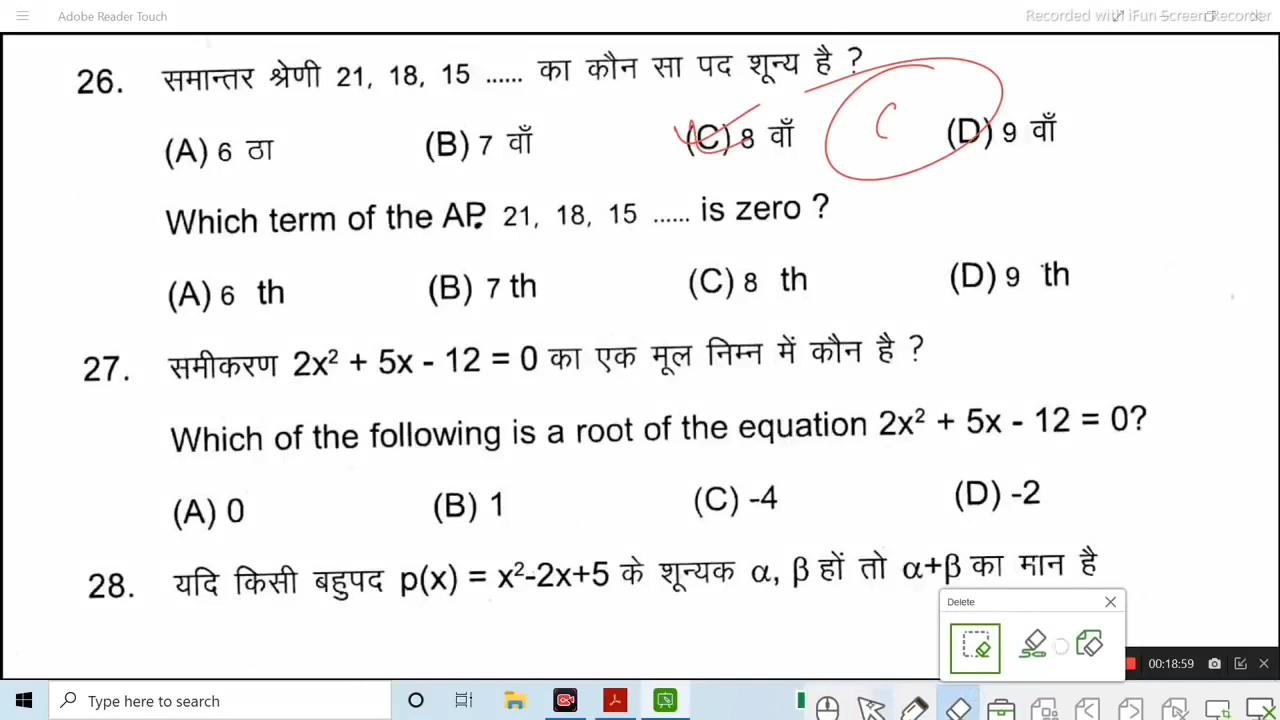 Adobe Reader Touch
Recorded with iFun Screen Recorder
26. समान्तर श्रेणी 21, 18, 15 ...... का कौन सा पद शून्य है ?
(A) 6 ठा (B) 7 वाँ (C) 8 वाँ (D) 9 वाँ
C
Which term of the AP. 21, 18, 15 ...... is zero ?
(A) 6 th (B) 7 th (C) 8 th (D) 9 th
27. समीकरण 2x² + 5x - 12 = 0 का एक मूल निम्न में कौन है ?
Which of the following is a root of the equation 2x² + 5x - 12 = 0?
(A) 0 (B) 1 (C) -4 (D) -2
28. यदि किसी बहुपद p(x) = x²-2x+5 के शून्यक α, β हों तो α+β का मान है
Delete
00:18:59
Type here to search